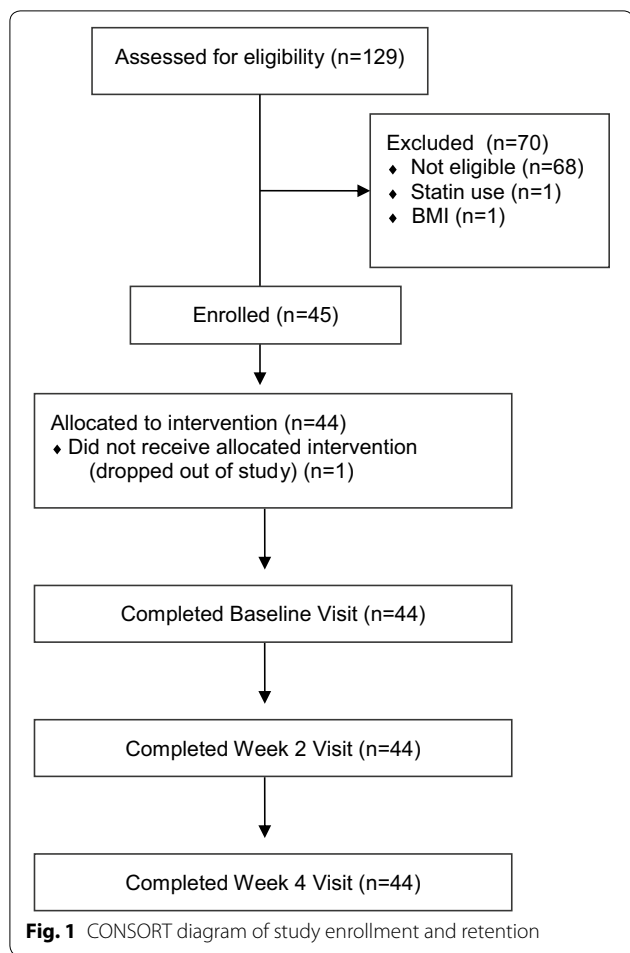 Assessed for eligibility (n=129)
Excluded (n=70)
♦ Not eligible (n=68)
♦ Statin use (n=1)
♦ BMI (n=1)
Enrolled (n=45)
Allocated to intervention (n=44)
♦ Did not receive allocated intervention
(dropped out of study) (n=1)
Completed Baseline Visit (n=44)
Completed Week 2 Visit (n=44)
Completed Week 4 Visit (n=44)
Fig. 1 CONSORT diagram of study enrollment and retention